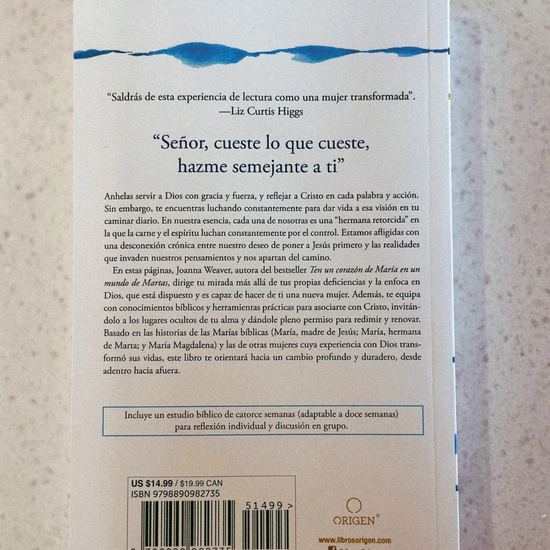 “Saldrás de esta experiencia de lectura como una mujer transformada”.
—Liz Curtis Higgs
“Señor, cueste lo que cueste,
hazme semejante a ti”
Anhelas servir a Dios con gracia y fuerza, y reflejar a Cristo en cada palabra y acción.
Sin embargo, te encuentras luchando constantemente para dar vida a esa visión en tu
caminar diario. En nuestra esencia, cada una de nosotras es una “hermana retorcida” en
la que la carne y el espíritu luchan constantemente por el control. Estamos afligidas con
una desconexión crónica entre nuestro deseo de poner a Jesús primero y las realidades
que invaden nuestros pensamientos y nos apartan del camino.
En estas páginas, Joanna Weaver, autora del bestseller Ten un corazón de María en un
mundo de Martas, dirige tu mirada más allá de tus propias deficiencias y la enfoca en
Dios, que está dispuesto y es capaz de hacer de ti una nueva mujer. Además, te equipa
con conocimientos bíblicos y herramientas prácticas para asociarte con Cristo, invitán-
dolo a los lugares ocultos de tu alma y dándole pleno permiso para redimir y renovar.
Basado en las historias de las Marías bíblicas (María, madre de Jesús; María, hermana
de Marta; y María Magdalena) y las de otras mujeres cuya experiencia con Dios trans-
formó sus vidas, este libro te orientará hacia un cambio profundo y duradero, desde
adentro hacia afuera.
Incluye un estudio bíblico de catorce semanas (adaptable a doce semanas)
para reflexión individual y discusión en grupo.
US $14.99 / $19.99 CAN
ISBN 9798890982735
51499 >
ORIGEN®
www.librosorigen.com